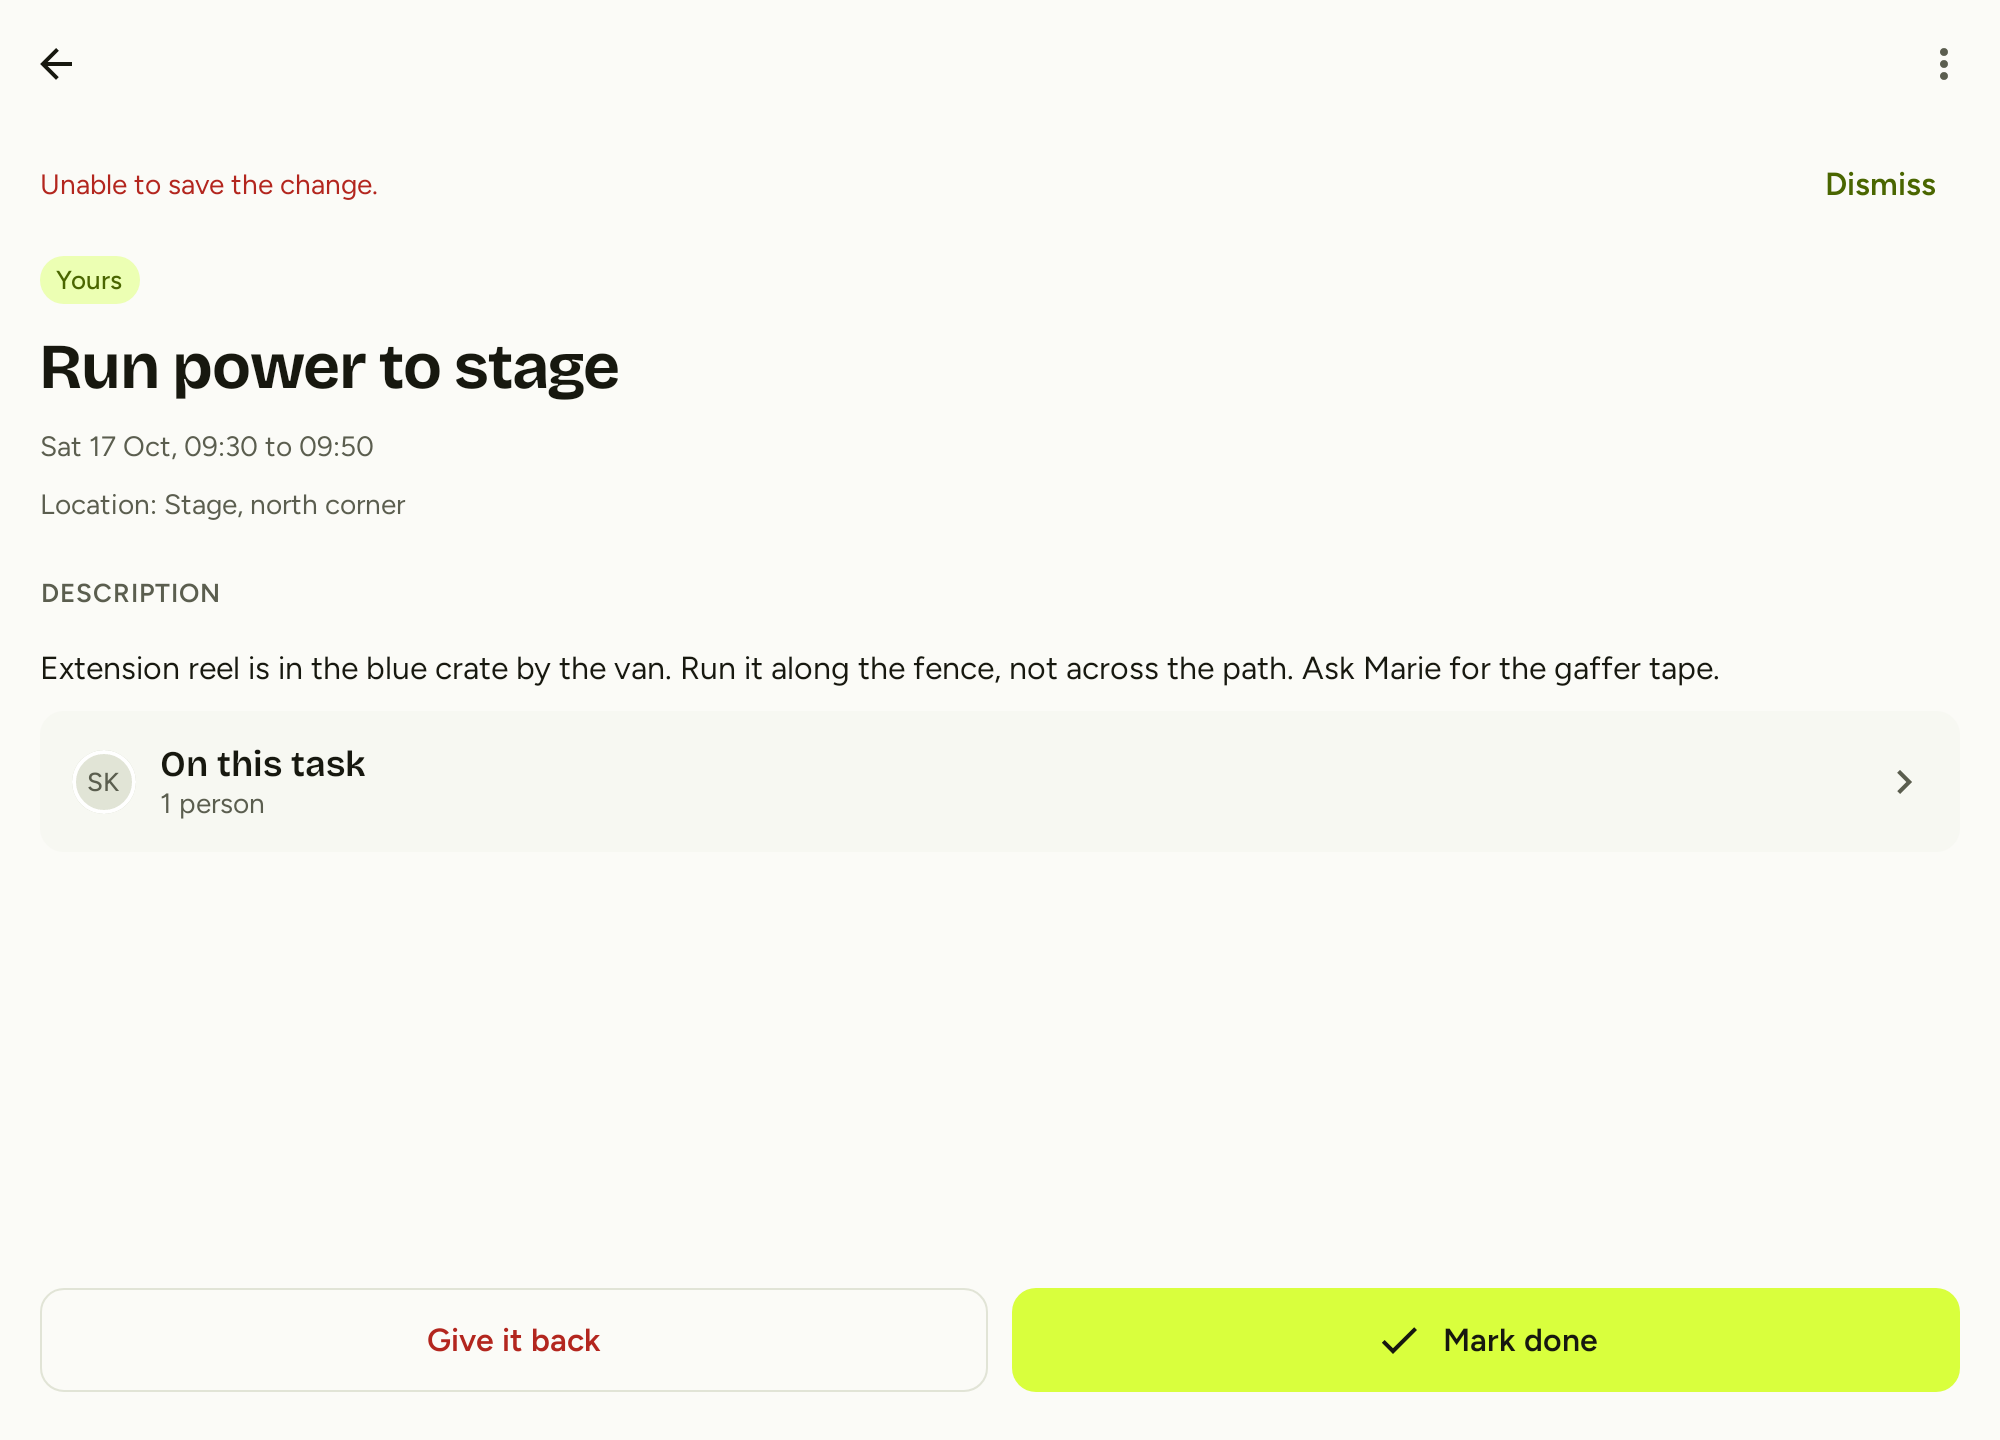 Unable to save the change.
Dismiss
Yours
Run power to stage
Sat 17 Oct, 09:30 to 09:50
Location: Stage, north corner
DESCRIPTION
Extension reel is in the blue crate by the van. Run it along the fence, not across the path. Ask Marie for the gaffer tape.
SK
On this task
1 person
Give it back
Mark done